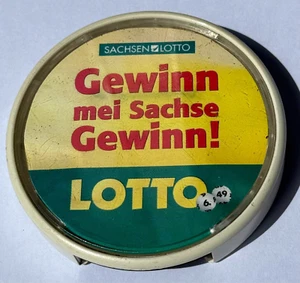 SACHSEN LOTTO
Gewinn
mei Sachse
Gewinn!
LOTTO
6. 49